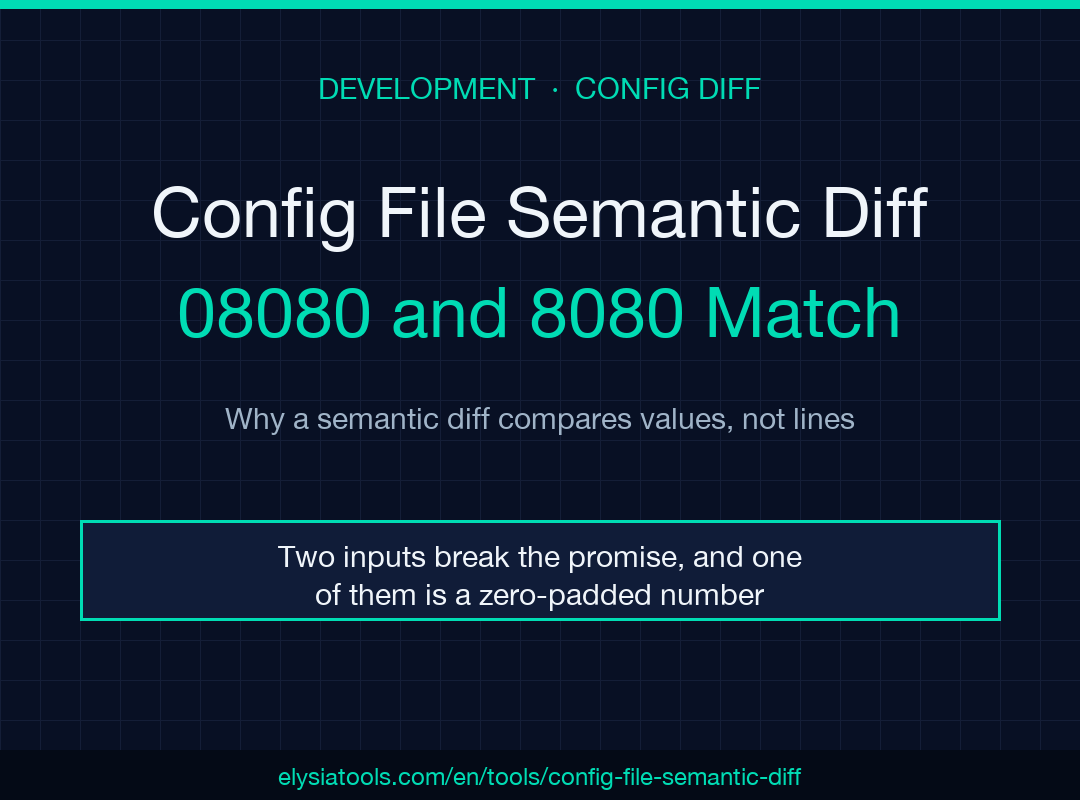 DEVELOPMENT · CONFIG DIFF
Config File Semantic Diff
08080 and 8080 Match
Why a semantic diff compares values, not lines
Two inputs break the promise, and one
of them is a zero-padded number
elysiatools.com/en/tools/config-file-semantic-diff